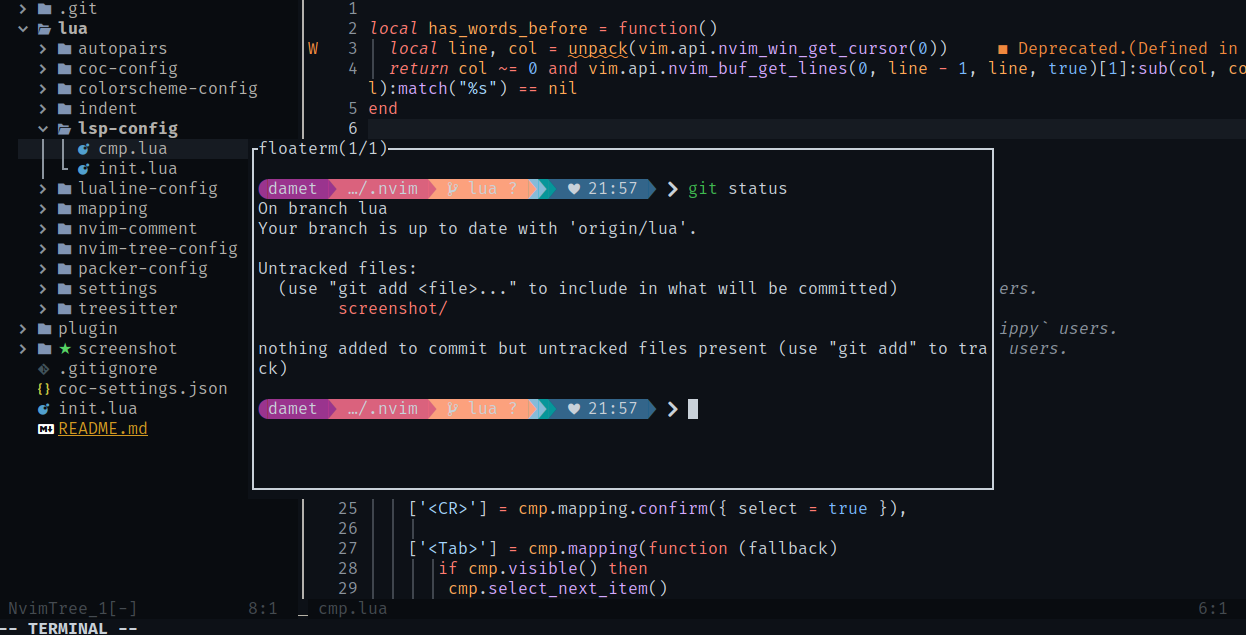 .git
lua
autopairs
coc-config
colorscheme-config
indent
lsp-config
cmp.lua
init.lua
lualine-config
mapping
nvim-comment
nvim-tree-config
packer-config
settings
treesitter
plugin
screenshot
.gitignore
{} coc-settings.json
init.lua
M↓ README.md
1
2 local has_words_before = function()
W 3 local line, col = unpack(vim.api.nvim_win_get_cursor(0)) ■ Deprecated.(Defined in
4 return col ~= 0 and vim.api.nvim_buf_get_lines(0, line - 1, line, true)[1]:sub(col, co
l):match("%s") == nil
5 end
6
floaterm(1/1)
damet …/.nvim lua ? ♥ 21:57 ❯ git status
On branch lua
Your branch is up to date with 'origin/lua'.
Untracked files:
(use "git add <file>..." to include in what will be committed)
screenshot/
nothing added to commit but untracked files present (use "git add" to tra
ck)
damet …/.nvim lua ? ♥ 21:57 ❯
ers.
ippy` users.
users.
25 ['<CR>'] = cmp.mapping.confirm({ select = true }),
26
27 ['<Tab>'] = cmp.mapping(function (fallback)
28 if cmp.visible() then
29 cmp.select_next_item()
NvimTree_1[-] 8:1 _ cmp.lua 6:1
-- TERMINAL --